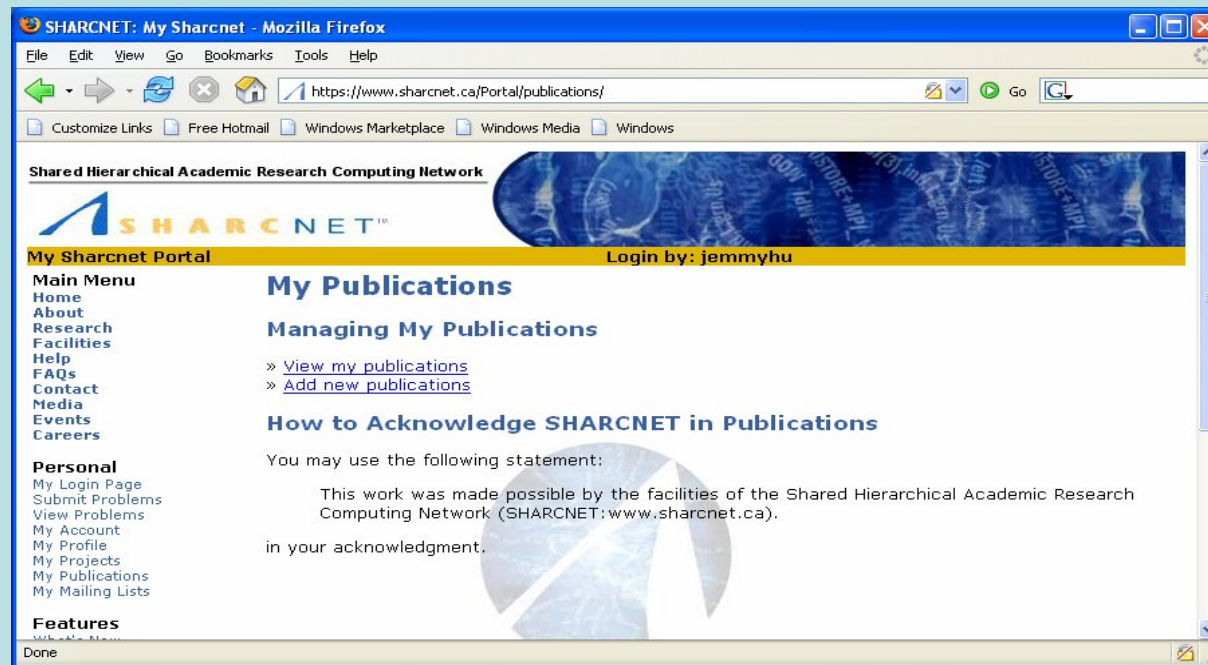 SHARCNET: My Sharcnet - Mozilla Firefox
File Edit View Go Bookmarks Tools Help
https://www.sharcnet.ca/Portal/publications/ Go
Customize Links Free Hotmail Windows Marketplace Windows Media Windows
Shared Hierarchical Academic Research Computing Network
SHARCNET™
My Sharcnet Portal Login by: jemmyhu
Main Menu
Home
About
Research
Facilities
Help
FAQs
Contact
Media
Events
Careers
Personal
My Login Page
Submit Problems
View Problems
My Account
My Profile
My Projects
My Publications
My Mailing Lists
Features
What's New
My Publications
Managing My Publications
» View my publications
» Add new publications
How to Acknowledge SHARCNET in Publications
You may use the following statement:
This work was made possible by the facilities of the Shared Hierarchical Academic Research
Computing Network (SHARCNET:www.sharcnet.ca).
in your acknowledgment.
Done